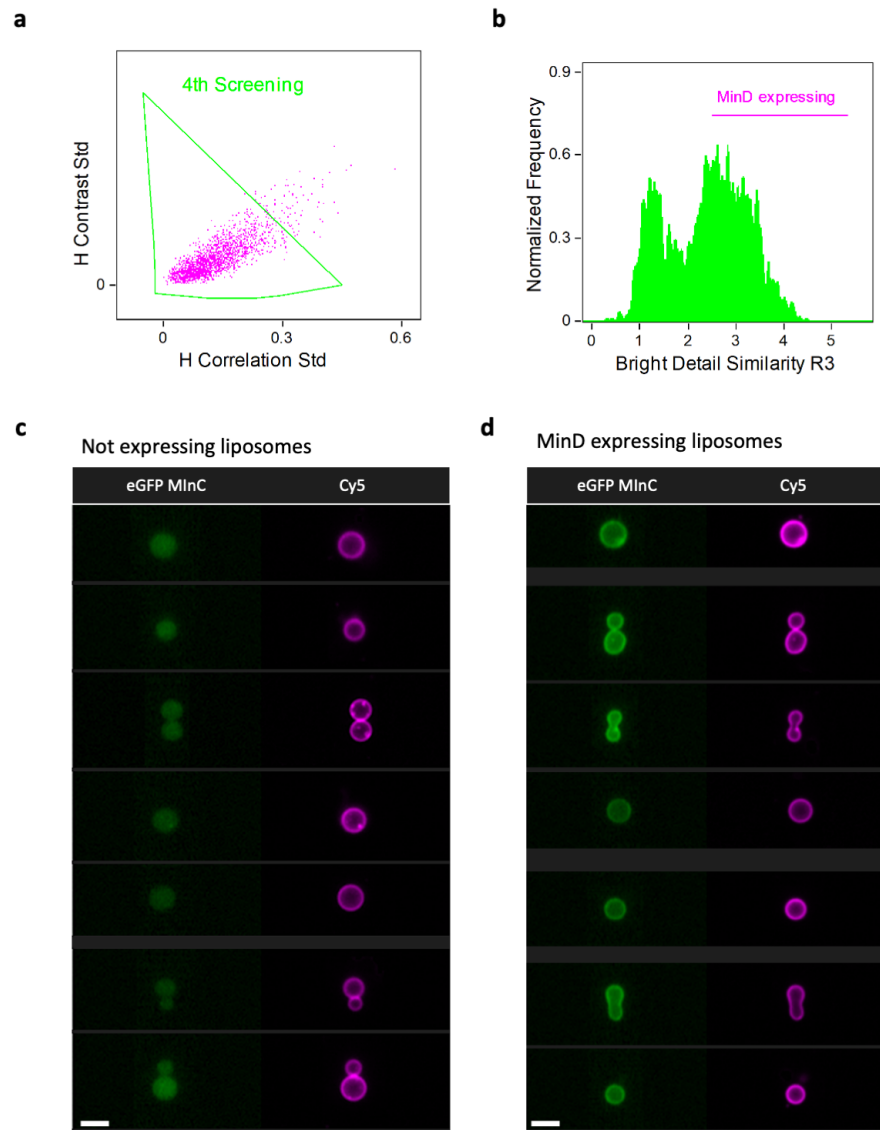 a
4th Screening
H Contrast Std
0
0 0.3 0.6
H Correlation Std
b
MinD expressing
Normalized Frequency
0.9
0.6
0.3
0
0 1 2 3 4 5
Bright Detail Similarity R3
c
Not expressing liposomes
eGFP MInC Cy5
d
MinD expressing liposomes
eGFP MInC Cy5